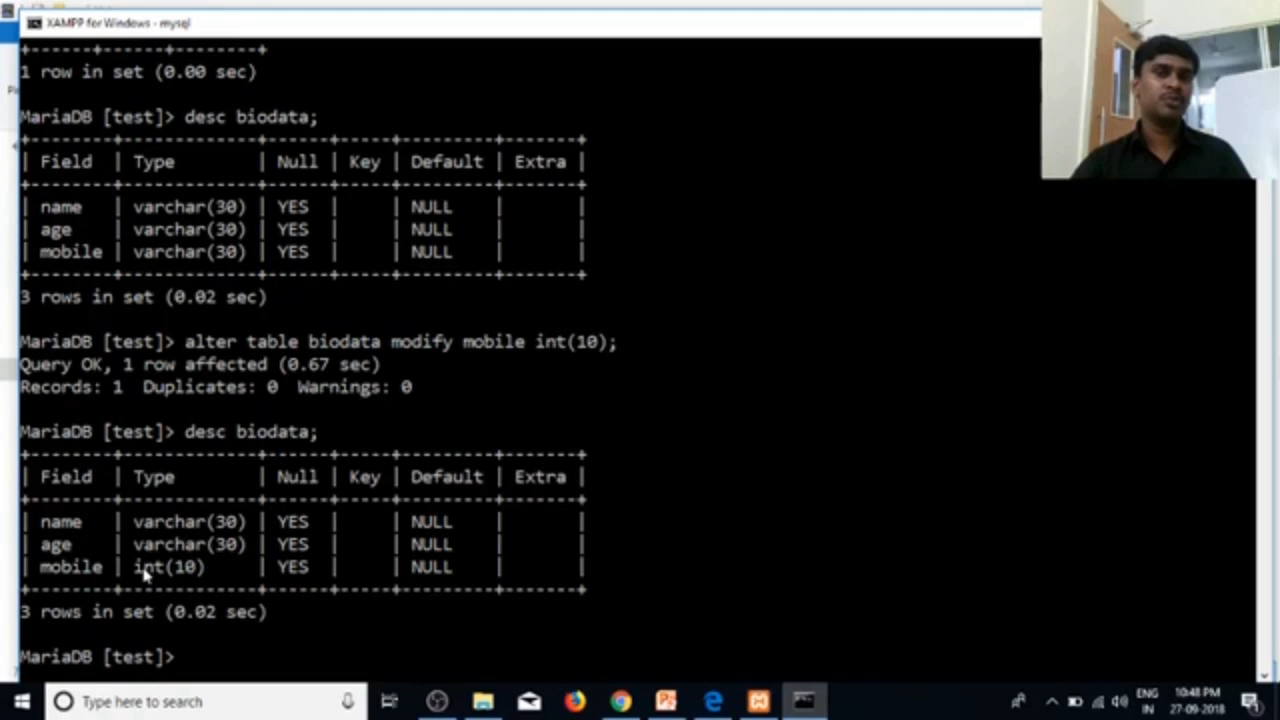 XAMPP for Windows - mysql
+------+------+--------+
1 row in set (0.00 sec)
MariaDB [test]> desc biodata;
+--------+-------------+------+-----+---------+-------+
| Field | Type | Null | Key | Default | Extra |
+--------+-------------+------+-----+---------+-------+
| name | varchar(30) | YES | | NULL | |
| age | varchar(30) | YES | | NULL | |
| mobile | varchar(30) | YES | | NULL | |
+--------+-------------+------+-----+---------+-------+
3 rows in set (0.02 sec)
MariaDB [test]> alter table biodata modify mobile int(10);
Query OK, 1 row affected (0.67 sec)
Records: 1 Duplicates: 0 Warnings: 0
MariaDB [test]> desc biodata;
+--------+-------------+------+-----+---------+-------+
| Field | Type | Null | Key | Default | Extra |
+--------+-------------+------+-----+---------+-------+
| name | varchar(30) | YES | | NULL | |
| age | varchar(30) | YES | | NULL | |
| mobile | int(10) | YES | | NULL | |
+--------+-------------+------+-----+---------+-------+
3 rows in set (0.02 sec)
MariaDB [test]>
Type here to search
ENG
IN
10:48 PM
27-09-2018